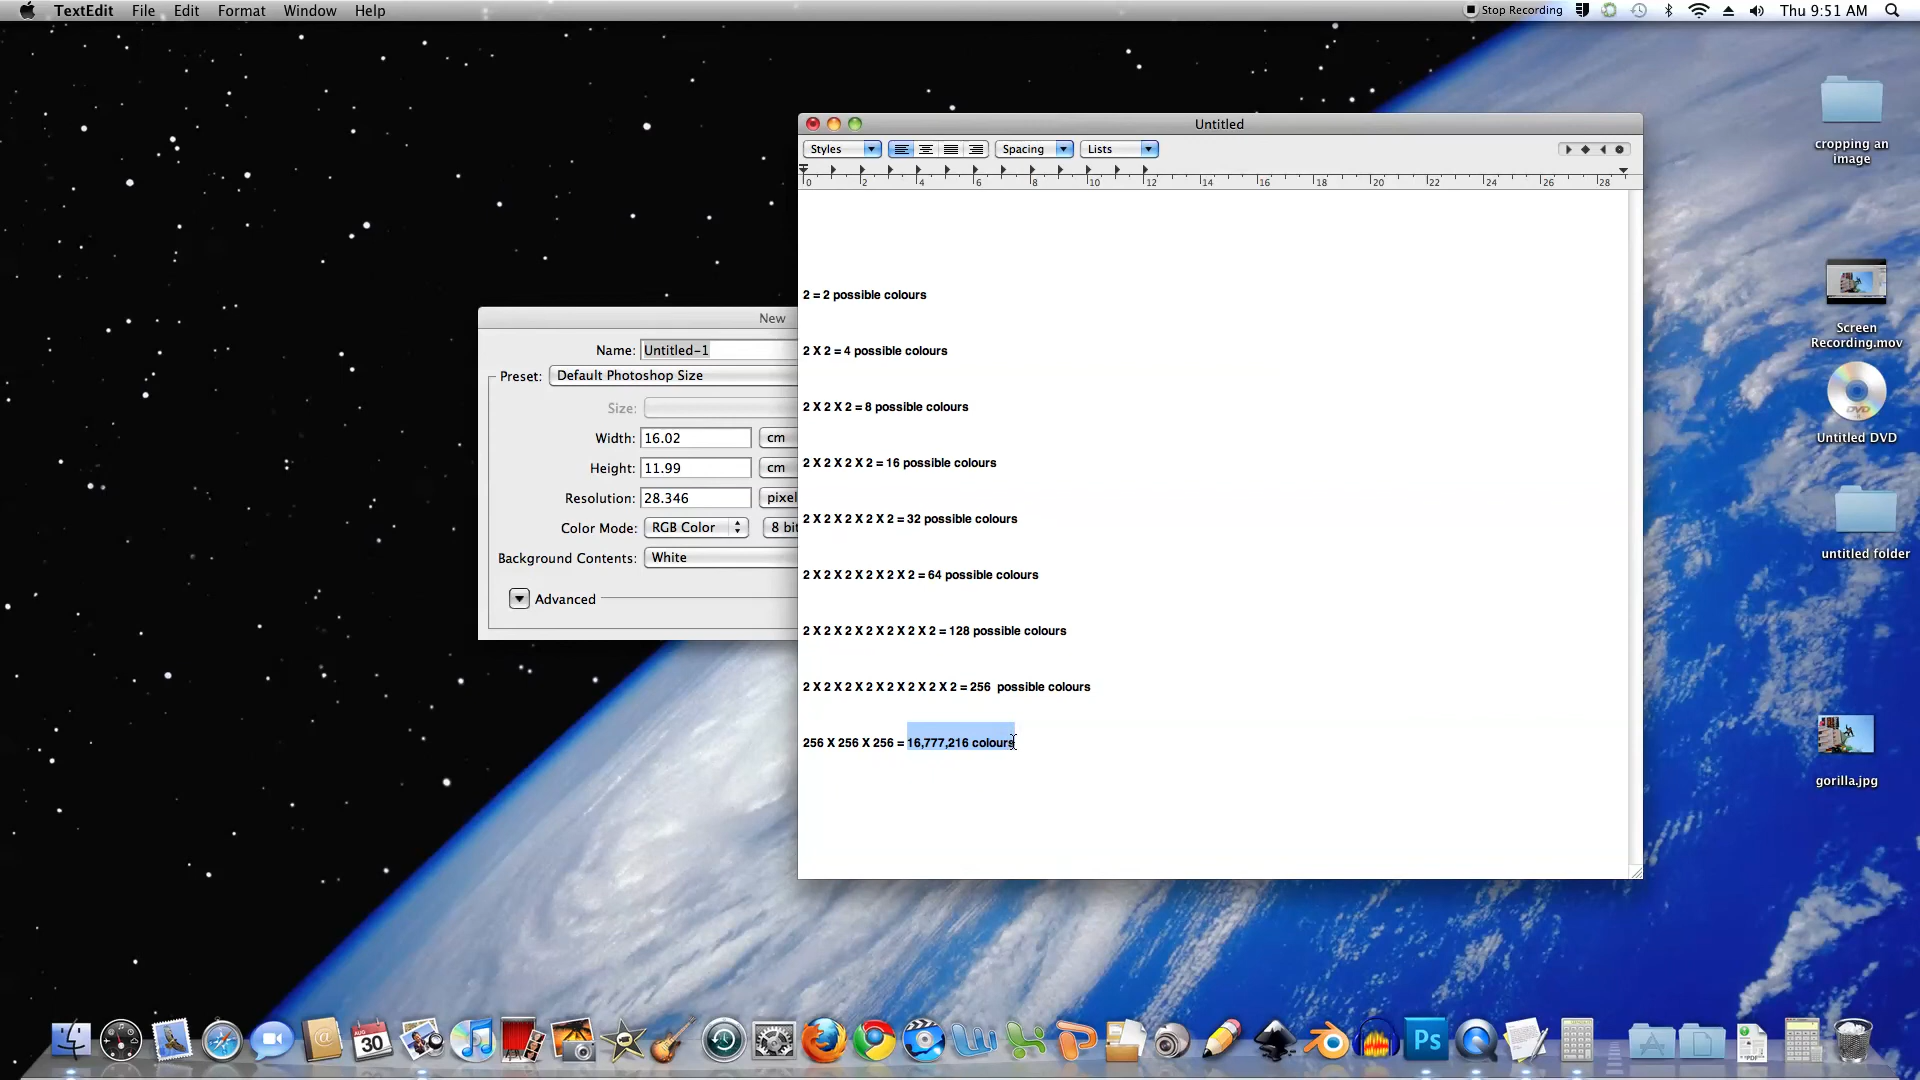 TextEdit File Edit Format Window Help
Stop Recording Thu 9:51 AM
Untitled
Styles Spacing Lists
0 2 4 6 8 10 12 14 16 18 20 22 24 26 28
2 = 2 possible colours
2 X 2 = 4 possible colours
2 X 2 X 2 = 8 possible colours
2 X 2 X 2 X 2 = 16 possible colours
2 X 2 X 2 X 2 X 2 = 32 possible colours
2 X 2 X 2 X 2 X 2 X 2 = 64 possible colours
2 X 2 X 2 X 2 X 2 X 2 X 2 = 128 possible colours
2 X 2 X 2 X 2 X 2 X 2 X 2 X 2 = 256  possible colours
256 X 256 X 256 = 16,777,216 colours
New
Name: Untitled-1
Preset: Default Photoshop Size
Size:
Width: 16.02 cm
Height: 11.99 cm
Resolution: 28.346 pixel
Color Mode: RGB Color 8 bit
Background Contents: White
Advanced
cropping an
image
Screen
Recording.mov
DVD
Untitled DVD
untitled folder
gorilla.jpg
AUG
30
Ps
PDF